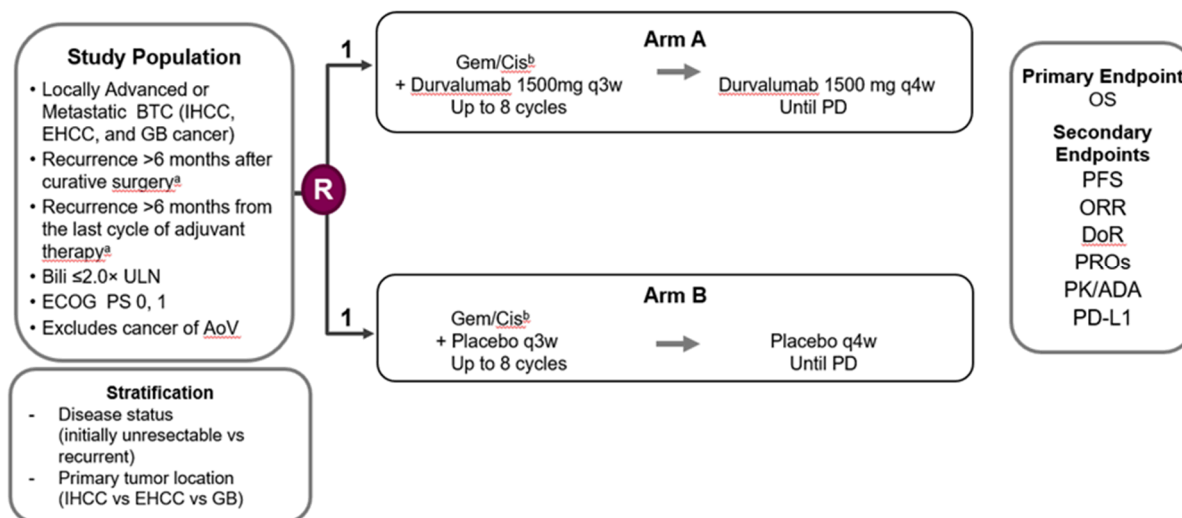 Study Population
• Locally Advanced or
Metastatic BTC (IHCC,
EHCC, and GB cancer)
• Recurrence >6 months after
curative surgeryᵃ
• Recurrence >6 months from
the last cycle of adjuvant
therapyᵃ
• Bili ≤2.0× ULN
• ECOG PS 0, 1
• Excludes cancer of AoV
Stratification
- Disease status
(initially unresectable vs
recurrent)
- Primary tumor location
(IHCC vs EHCC vs GB)
R
1
Arm A
Gem/Cisᵇ
+ Durvalumab 1500mg q3w
Up to 8 cycles
Durvalumab 1500 mg q4w
Until PD
1
Arm B
Gem/Cisᵇ
+ Placebo q3w
Up to 8 cycles
Placebo q4w
Until PD
Primary Endpoint
OS
Secondary
Endpoints
PFS
ORR
DoR
PROs
PK/ADA
PD-L1